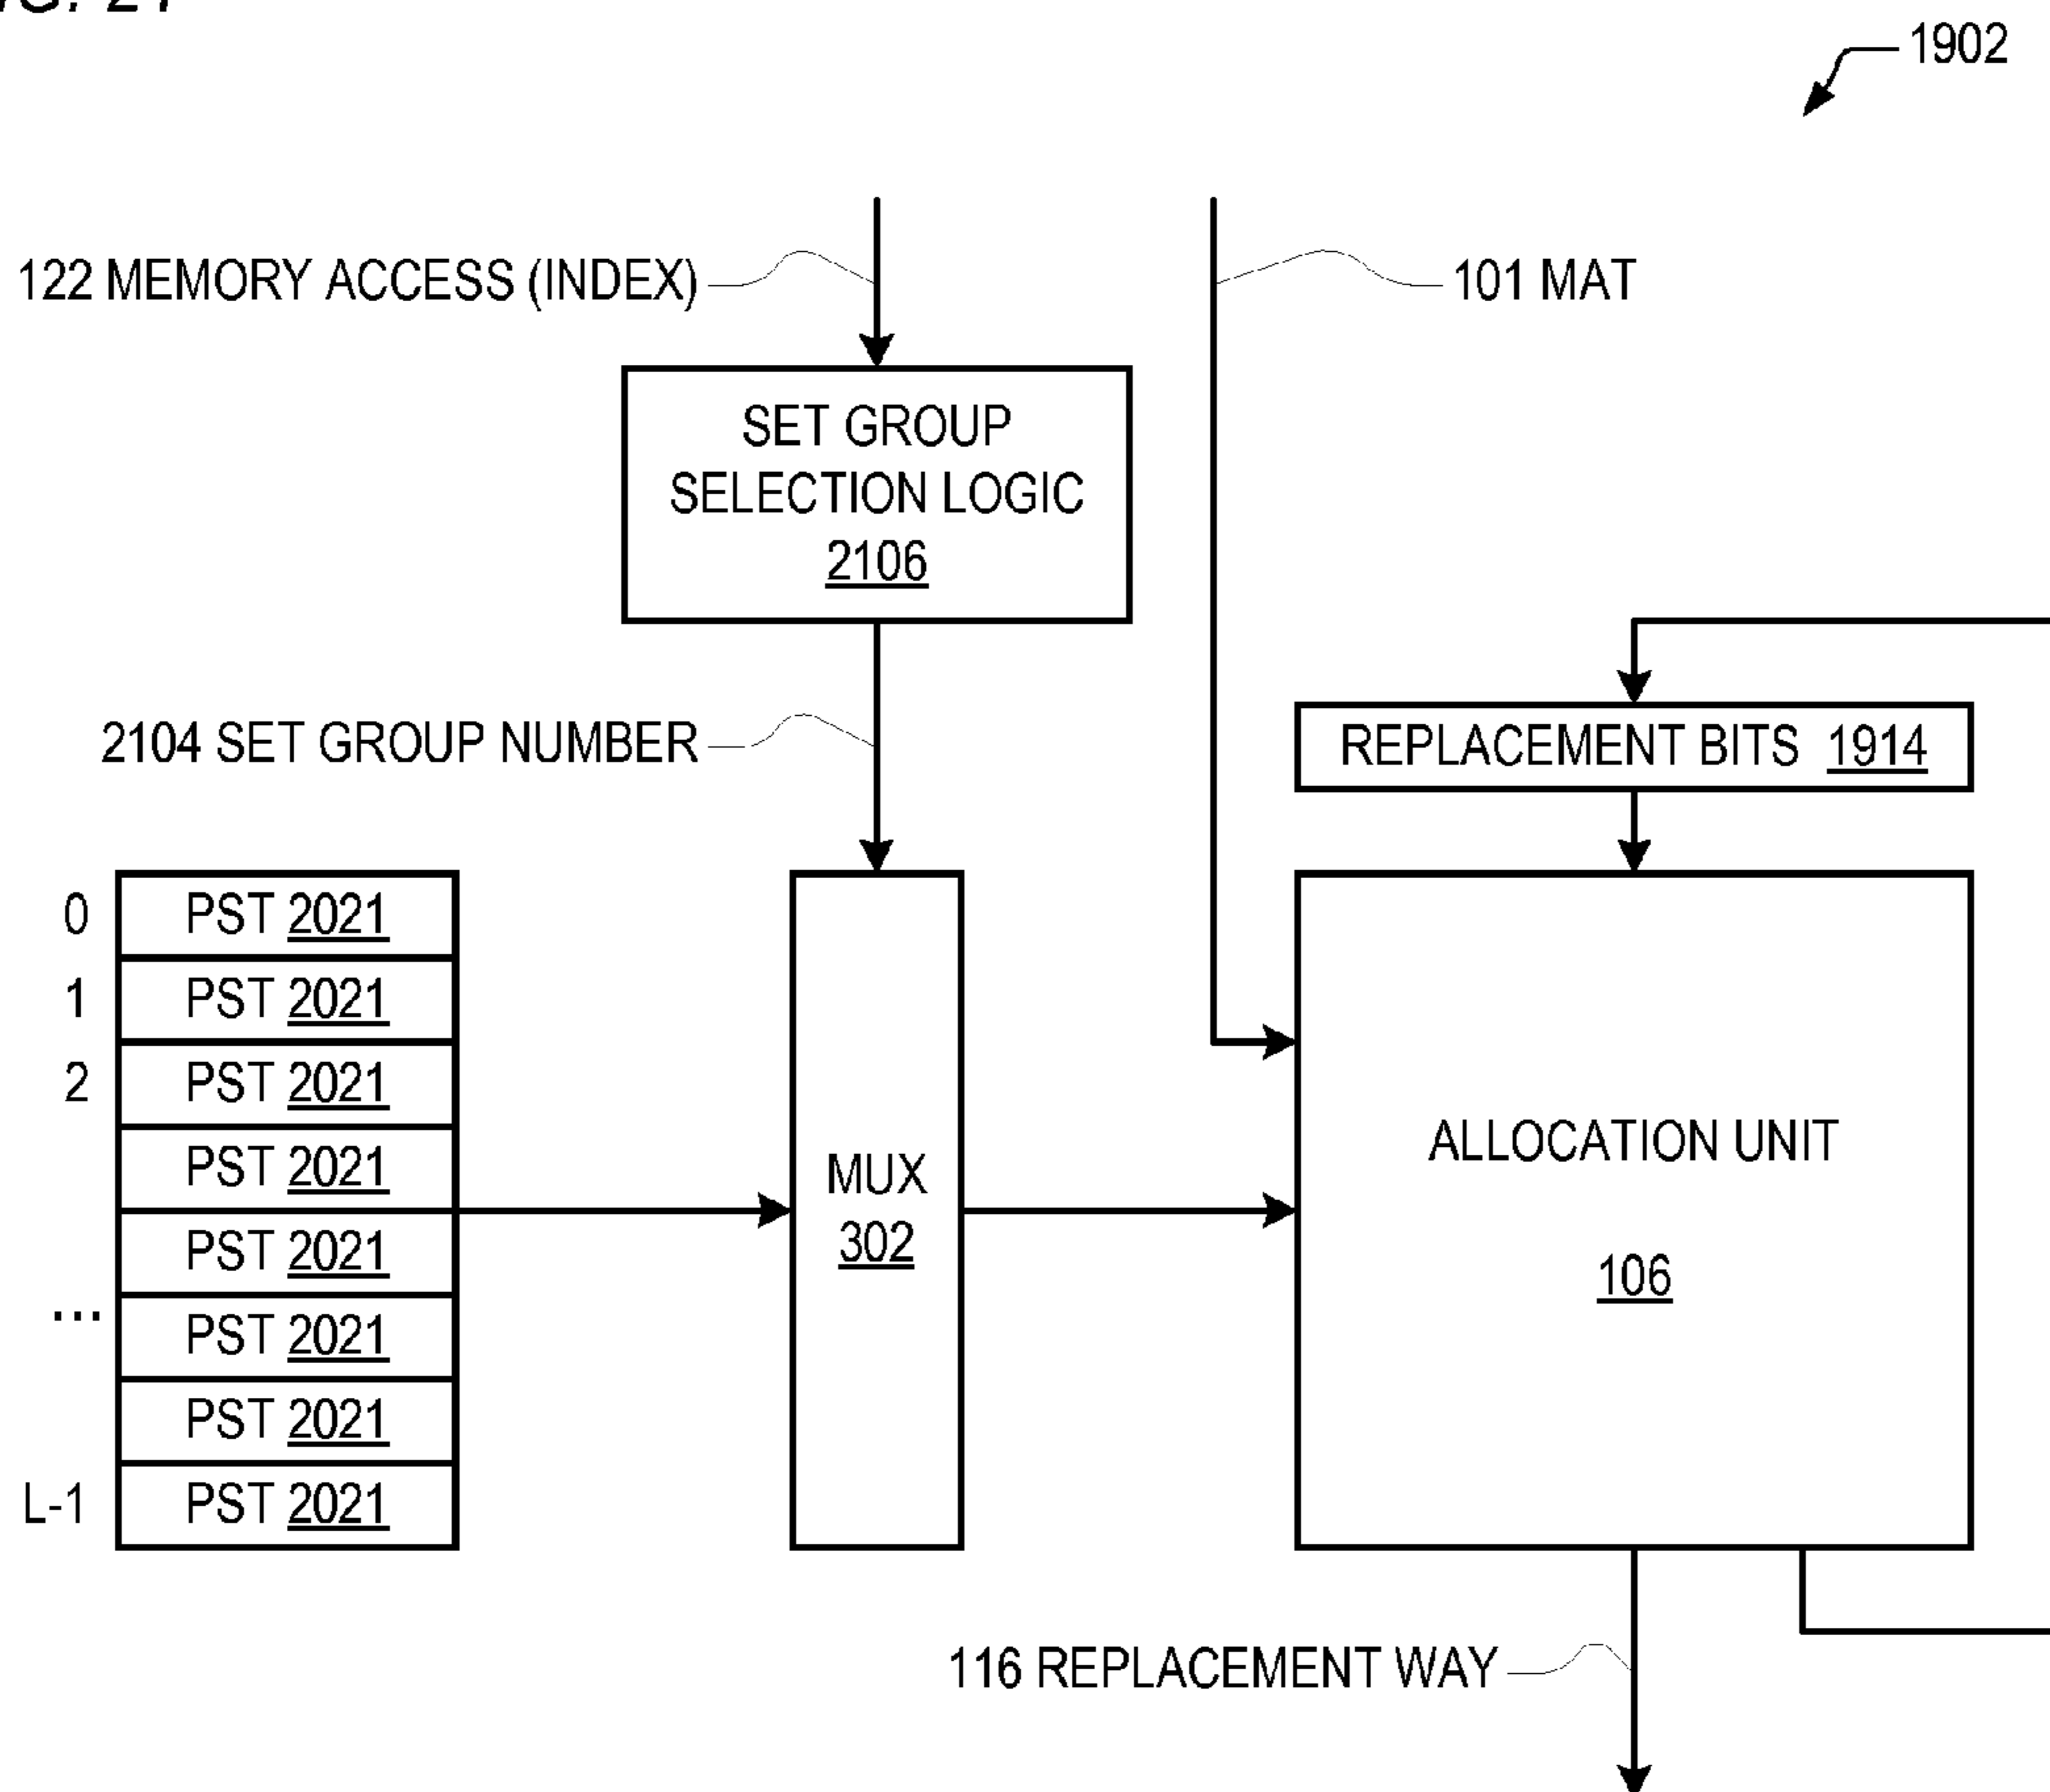 1902
122 MEMORY ACCESS (INDEX)
101 MAT
SET GROUP
SELECTION LOGIC
2106
2104 SET GROUP NUMBER
REPLACEMENT BITS 1914
0 PST 2021
1 PST 2021
2 PST 2021
PST 2021
PST 2021
... PST 2021
PST 2021
L-1 PST 2021
MUX
302
ALLOCATION UNIT
106
116 REPLACEMENT WAY